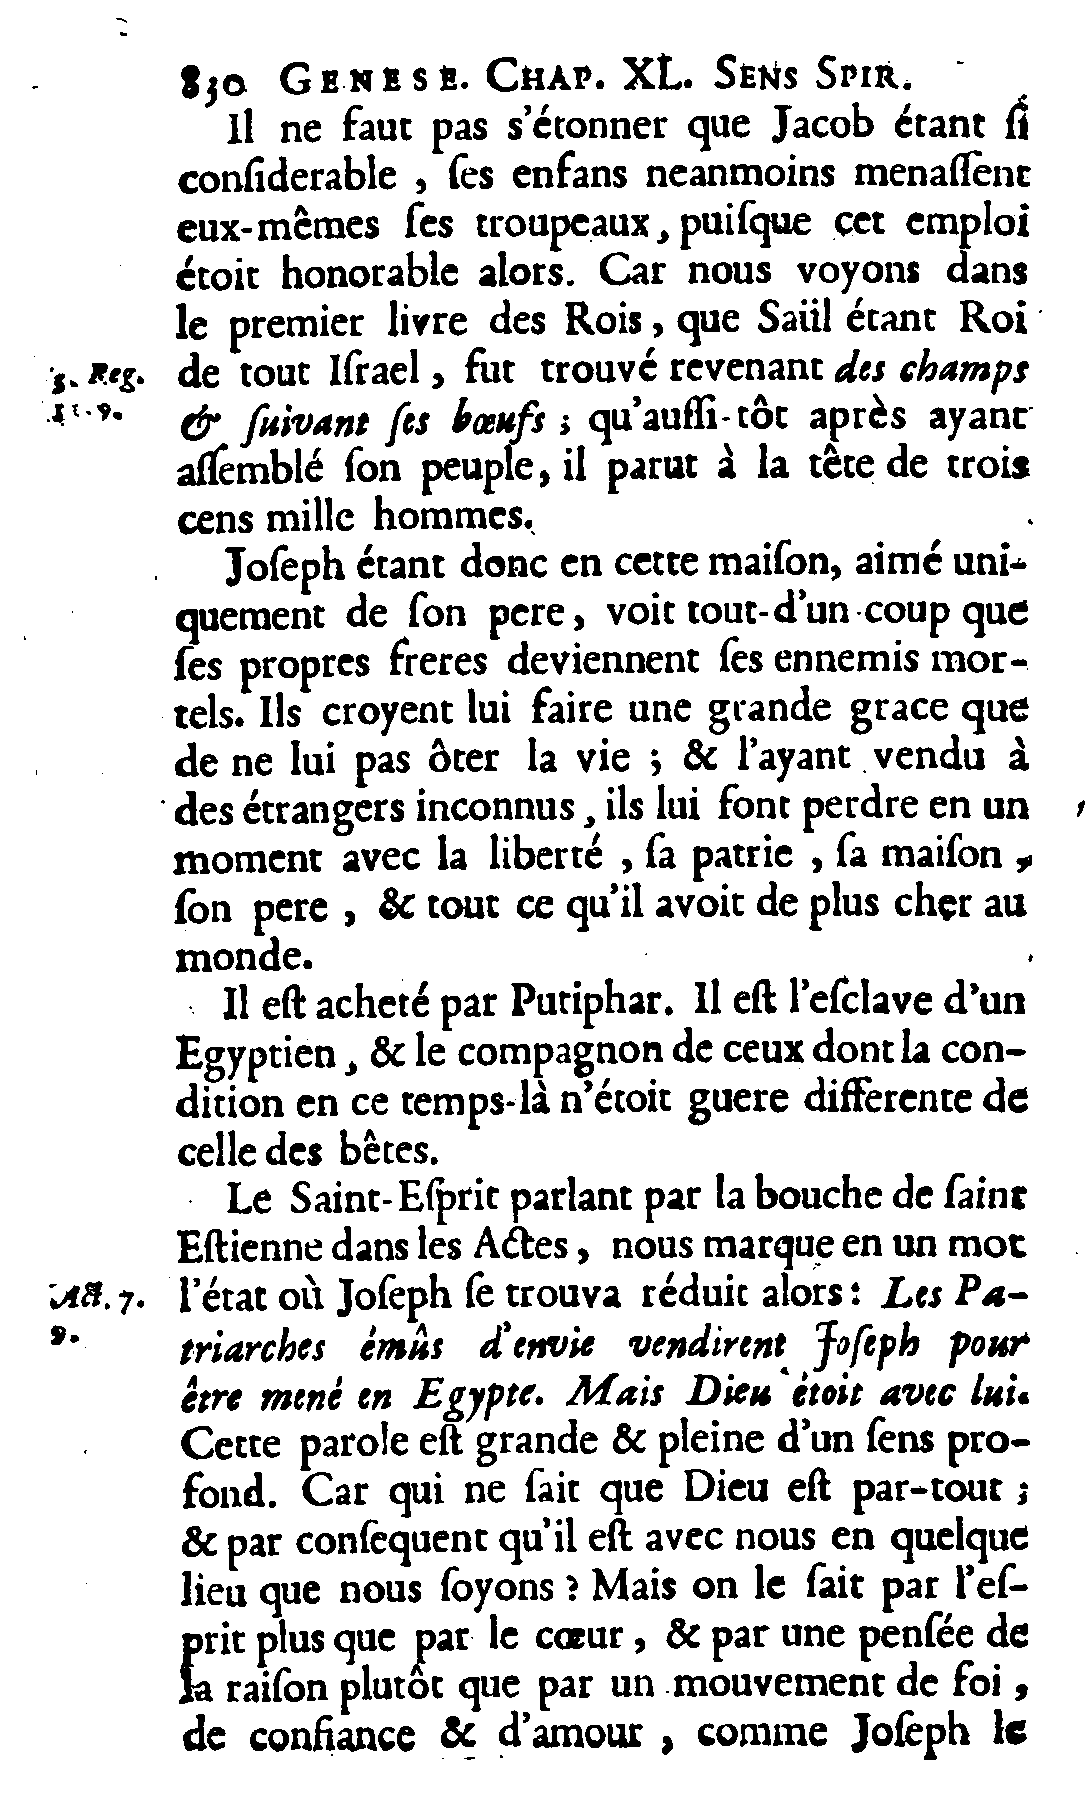 830 GENESE. CHAP. XL. SENS SPIR.
Il ne faut pas s'étonner que Jacob étant ſi
conſiderable, ſes enfans neanmoins menaſſent
eux-mêmes ſes troupeaux, puiſque cet emploi
étoit honorable alors. Car nous voyons dans
le premier livre des Rois, que Saül étant Roi
1. Reg. de tout Iſrael, fut trouvé revenant des champs
11. 9. & ſuivant ſes bœufs; qu'auſſi-tôt après ayant
aſſemblé ſon peuple, il parut à la tête de trois
cens mille hommes.
Joſeph étant donc en cette maiſon, aimé uni-
quement de ſon pere, voit tout-d'un-coup que
ſes propres freres deviennent ſes ennemis mor-
tels. Ils croyent lui faire une grande grace que
de ne lui pas ôter la vie; & l'ayant vendu à
des étrangers inconnus, ils lui font perdre en un
moment avec la liberté, ſa patrie, ſa maiſon,
ſon pere, & tout ce qu'il avoit de plus cher au
monde.
Il eſt acheté par Putiphar. Il eſt l'eſclave d'un
Egyptien, & le compagnon de ceux dont la con-
dition en ce temps-là n'étoit guere differente de
celle des bêtes.
Le Saint-Eſprit parlant par la bouche de ſaint
Eſtienne dans les Actes, nous marque en un mot
Act. 7. l'état où Joſeph ſe trouva réduit alors: Les Pa-
9. triarches émûs d'envie vendirent Joſeph pour
être mené en Egypte. Mais Dieu étoit avec lui.
Cette parole eſt grande & pleine d'un ſens pro-
fond. Car qui ne ſait que Dieu eſt par-tout;
& par conſequent qu'il eſt avec nous en quelque
lieu que nous ſoyons? Mais on le ſait par l'eſ-
prit plus que par le cœur, & par une penſée de
la raiſon plutôt que par un mouvement de foi,
de confiance & d'amour, comme Joſeph le